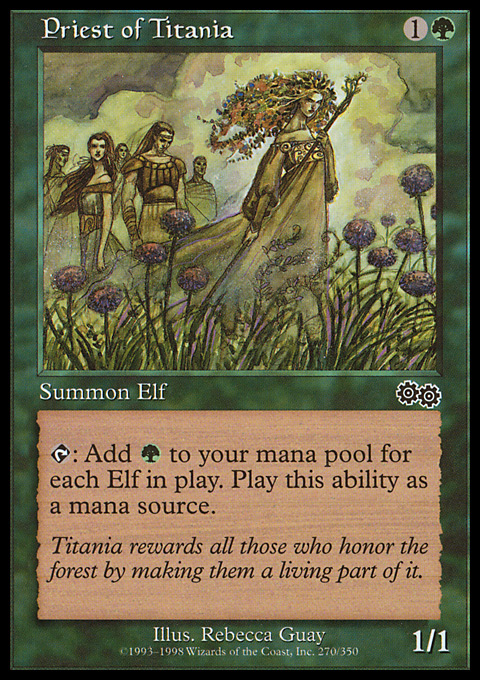 Priest of Titania 1
Summon Elf
: Add to your mana pool for
each Elf in play. Play this ability as
a mana source.
Titania rewards all those who honor the
forest by making them a living part of it.
Illus. Rebecca Guay
©1993–1998 Wizards of the Coast, Inc. 270/350
1/1